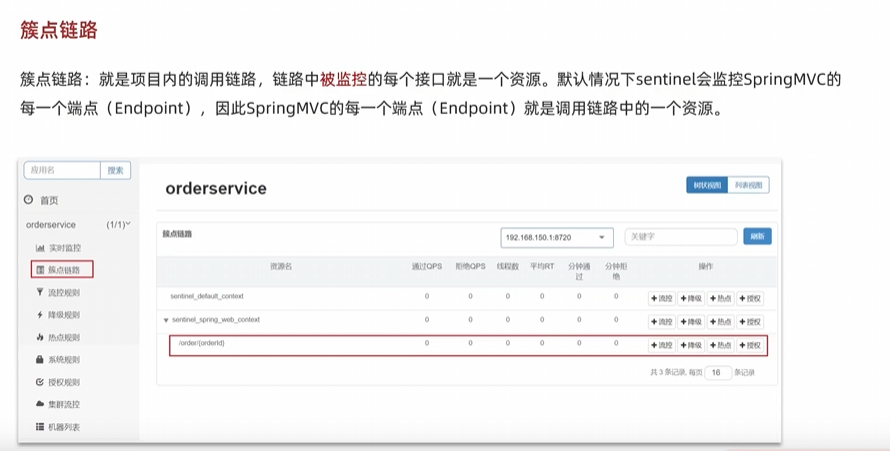 簇点链路
簇点链路：就是项目内的调用链路，链路中被监控的每个接口就是一个资源。默认情况下sentinel会监控SpringMVC的
每一个端点（Endpoint），因此SpringMVC的每一个端点（Endpoint）就是调用链路中的一个资源。
应用名 搜索
首页
orderservice (1/1)
实时监控
簇点链路
流控规则
降级规则
热点规则
系统规则
授权规则
集群流控
机器列表
orderservice 树状视图 列表视图
簇点链路 192.168.150.1:8720 关键字 刷新
资源名 通过QPS 拒绝QPS 线程数 平均RT 分钟通过 分钟拒绝 操作
sentinel_default_context 0 0 0 0 0 0 +流控 +降级 +热点 +授权
sentinel_spring_web_context 0 0 0 0 0 0 +流控 +降级 +热点 +授权
/order/{orderId} 0 0 0 0 0 0 +流控 +降级 +热点 +授权
共 3 条记录, 每页 16 条记录